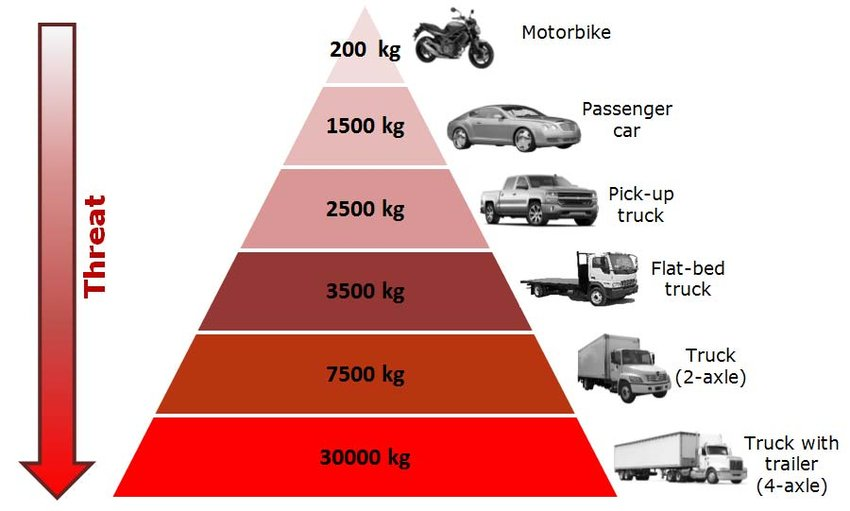 200 kg
Motorbike
1500 kg
Passenger
car
2500 kg
Pick-up
truck
Threat
3500 kg
Flat-bed
truck
7500 kg
Truck
(2-axle)
30000 kg
Truck with
trailer
(4-axle)